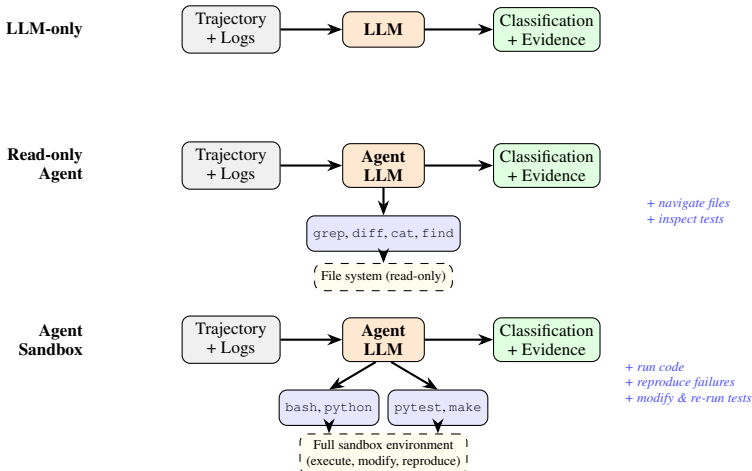 LLM-only
Trajectory
+ Logs
LLM
Classification
+ Evidence
Read-only
Agent
Trajectory
+ Logs
Agent
LLM
Classification
+ Evidence
+ navigate files
+ inspect tests
grep, diff, cat, find
File system (read-only)
Agent
Sandbox
Trajectory
+ Logs
Agent
LLM
Classification
+ Evidence
+ run code
+ reproduce failures
+ modify & re-run tests
bash, python
pytest, make
Full sandbox environment
(execute, modify, reproduce)